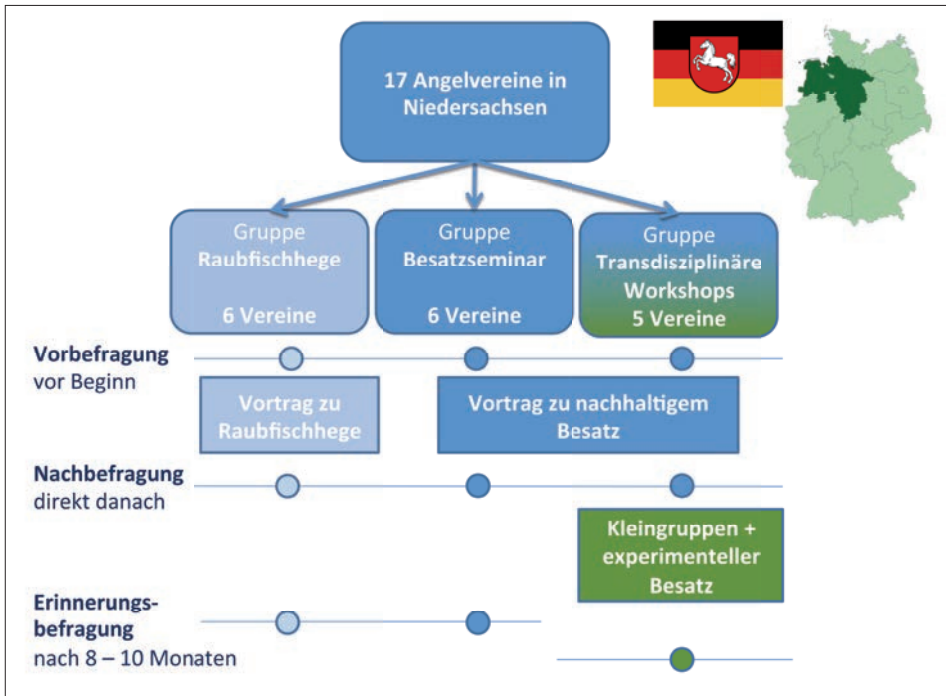 17 Angelvereine in
Niedersachsen
Gruppe
Raubfischhege
6 Vereine
Gruppe
Besatzseminar
6 Vereine
Gruppe
Transdisziplinäre
Workshops
5 Vereine
Vorbefragung
vor Beginn
Vortrag zu
Raubfischhege
Vortrag zu nachhaltigem
Besatz
Nachbefragung
direkt danach
Kleingruppen +
experimenteller
Besatz
Erinnerungs-
befragung
nach 8 – 10 Monaten